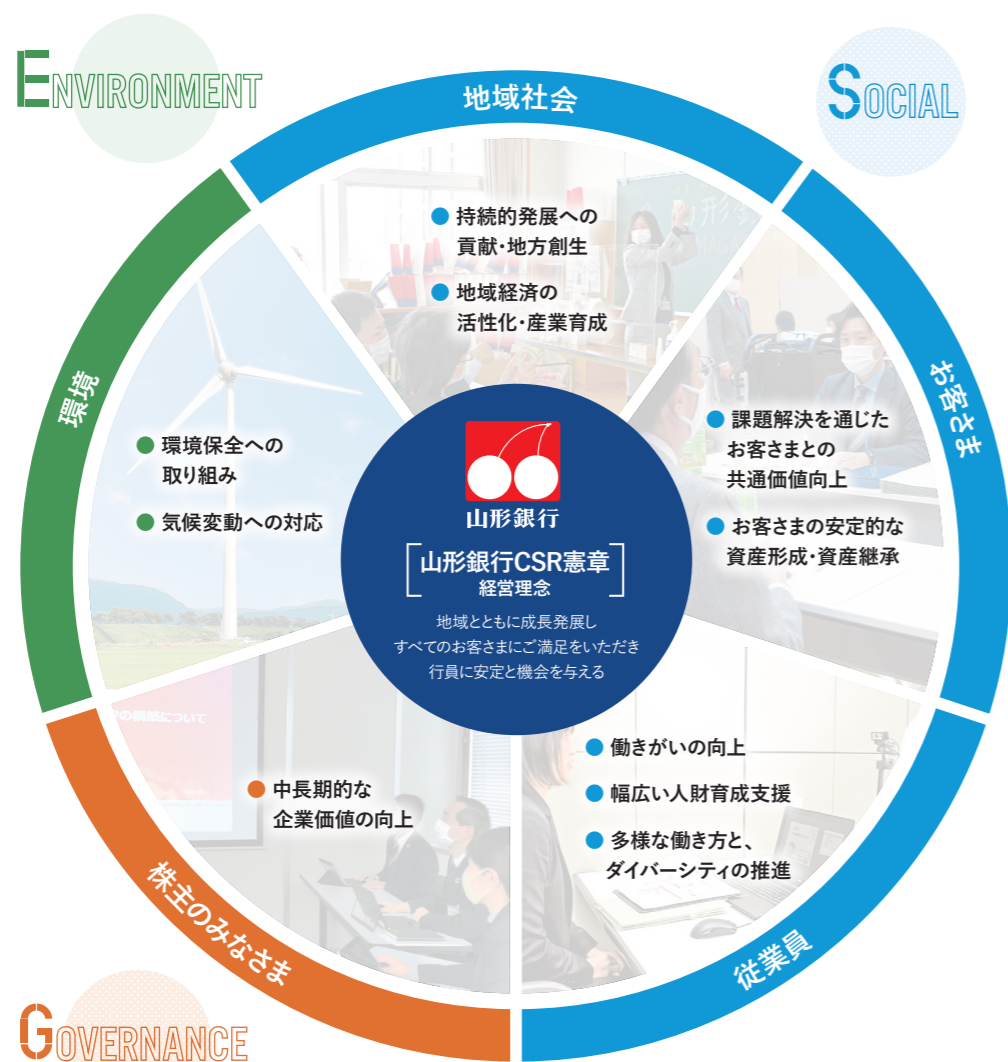 ENVIRONMENT
SOCIAL
地域社会
● 持続的発展への
貢献・地方創生
● 地域経済の
活性化・産業育成
お客さま
● 課題解決を通じた
お客さまとの
共通価値向上
● お客さまの安定的な
資産形成・資産継承
環境
● 環境保全への
取り組み
● 気候変動への対応
山形銀行
[山形銀行CSR憲章]
経営理念
地域とともに成長発展し
すべてのお客さまにご満足をいただき
行員に安定と機会を与える
● 働きがいの向上
● 幅広い人財育成支援
● 多様な働き方と、
ダイバーシティの推進
従業員
● 中長期的な
企業価値の向上
株主のみなさま
GOVERNANCE